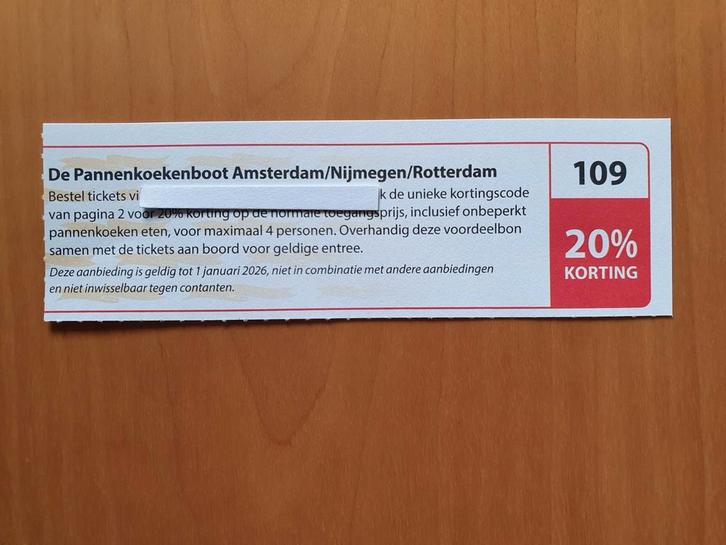 De Pannenkoekenboot Amsterdam/Nijmegen/Rotterdam
Bestel tickets vi k de unieke kortingscode
van pagina 2 voor 20% korting op de normale toegangsprijs, inclusief onbeperkt
pannenkoeken eten, voor maximaal 4 personen. Overhandig deze voordeelbon
samen met de tickets aan boord voor geldige entree.
Deze aanbieding is geldig tot 1 januari 2026, niet in combinatie met andere aanbiedingen
en niet inwisselbaar tegen contanten.
109
20%
KORTING